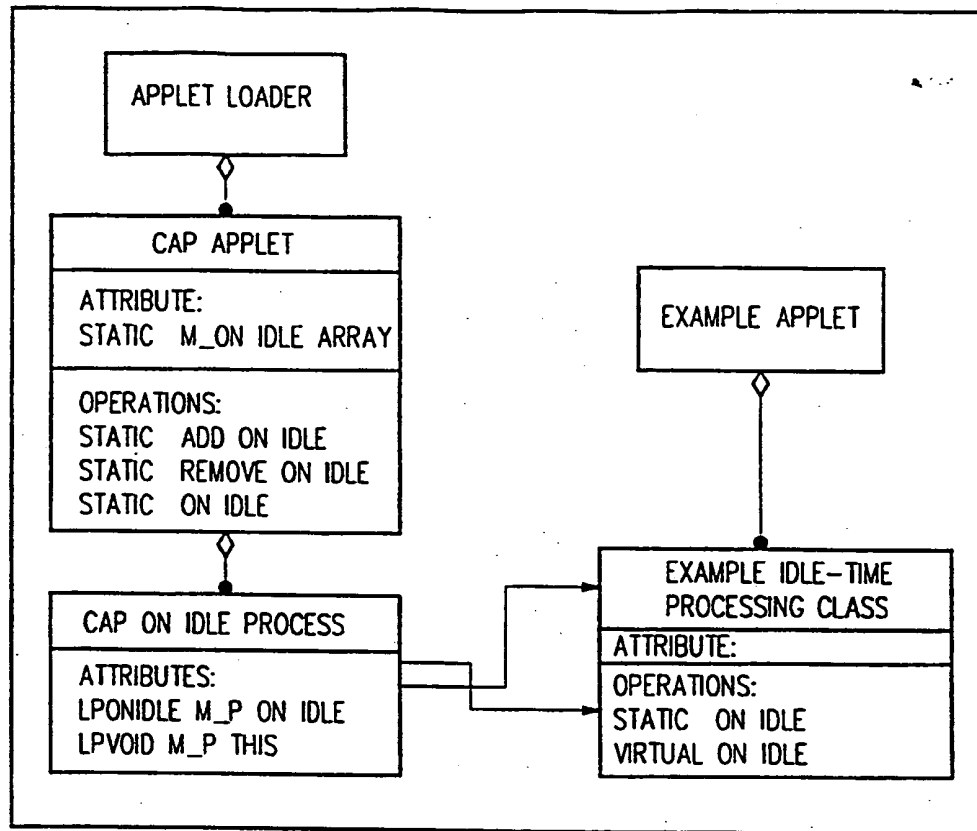 APPLET LOADER
CAP APPLET
ATTRIBUTE:
STATIC M_ON IDLE ARRAY
OPERATIONS:
STATIC ADD ON IDLE
STATIC REMOVE ON IDLE
STATIC ON IDLE
CAP ON IDLE PROCESS
ATTRIBUTES:
LPONIDLE M_P ON IDLE
LPVOID M_P THIS
EXAMPLE APPLET
EXAMPLE IDLE-TIME
PROCESSING CLASS
ATTRIBUTE:
OPERATIONS:
STATIC ON IDLE
VIRTUAL ON IDLE